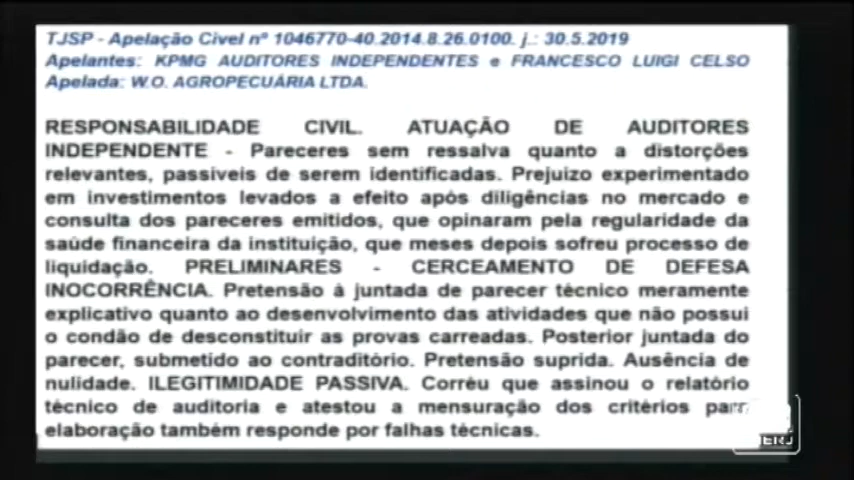 TJSP - Apelação Civel nº 1046770-40.2014.8.26.0100. j.: 30.5.2019
Apelantes: KPMG AUDITORES INDEPENDENTES e FRANCESCO LUIGI CELSO
Apelada: W.O. AGROPECUÁRIA LTDA.
RESPONSABILIDADE CIVIL. ATUAÇÃO DE AUDITORES
INDEPENDENTE - Pareceres sem ressalva quanto a distorções
relevantes, passíveis de serem identificadas. Prejuízo experimentado
em investimentos levados a efeito após diligências no mercado e
consulta dos pareceres emitidos, que opinaram pela regularidade da
saúde financeira da instituição, que meses depois sofreu processo de
liquidação. PRELIMINARES - CERCEAMENTO DE DEFESA
INOCORRÊNCIA. Pretensão à juntada de parecer técnico meramente
explicativo quanto ao desenvolvimento das atividades que não possui
o condão de desconstituir as provas carreadas. Posterior juntada do
parecer, submetido ao contraditório. Pretensão suprida. Ausência de
nulidade. ILEGITIMIDADE PASSIVA. Corréu que assinou o relatório
técnico de auditoria e atestou a mensuração dos critérios para
elaboração também responde por falhas técnicas.